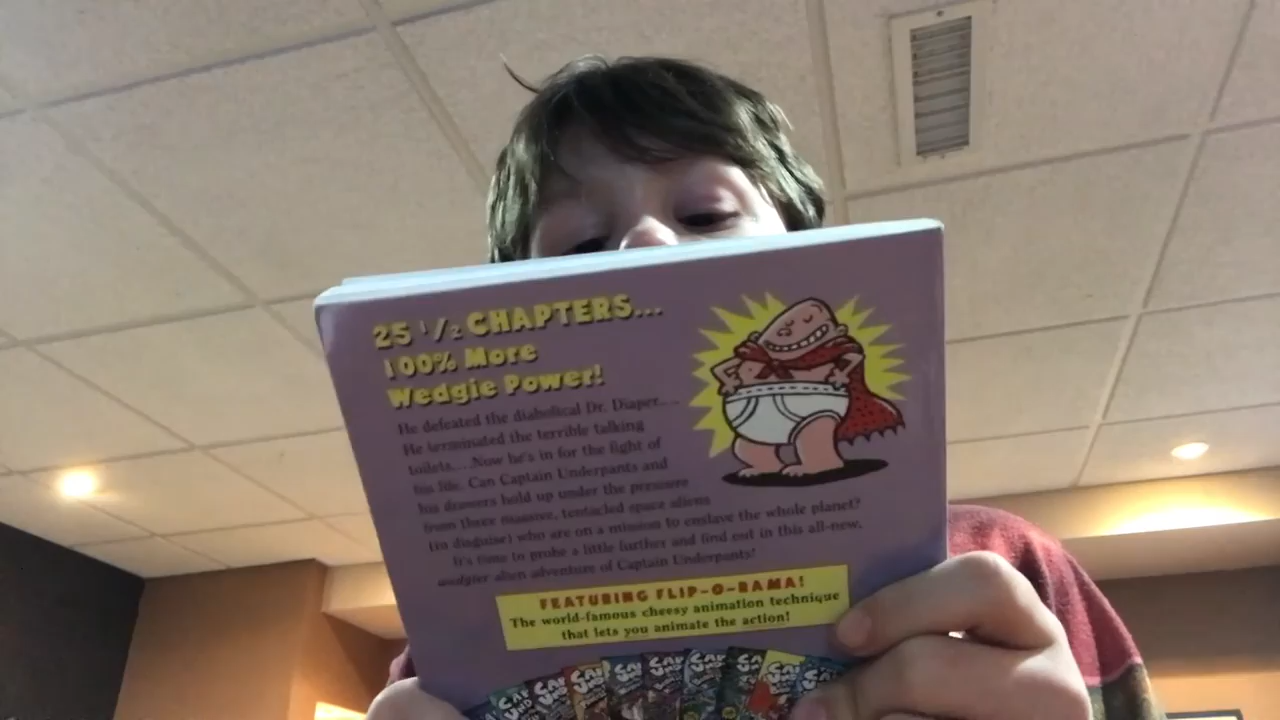 25 1/2 CHAPTERS...
100% More
Wedgie Power!
He defeated the diabolical Dr. Diaper....
He terminated the terrible talking
toilets....Now he's in for the fight of
his life. Can Captain Underpants and
his drawers hold up under the pressure
from three massive, tentacled space aliens
(in disguise) who are on a mission to enslave the whole planet?
It's time to probe a little further and find out in this all-new,
wedgier alien adventure of Captain Underpants!
FEATURING FLIP-O-RAMA!
The world-famous cheesy animation technique
that lets you animate the action!